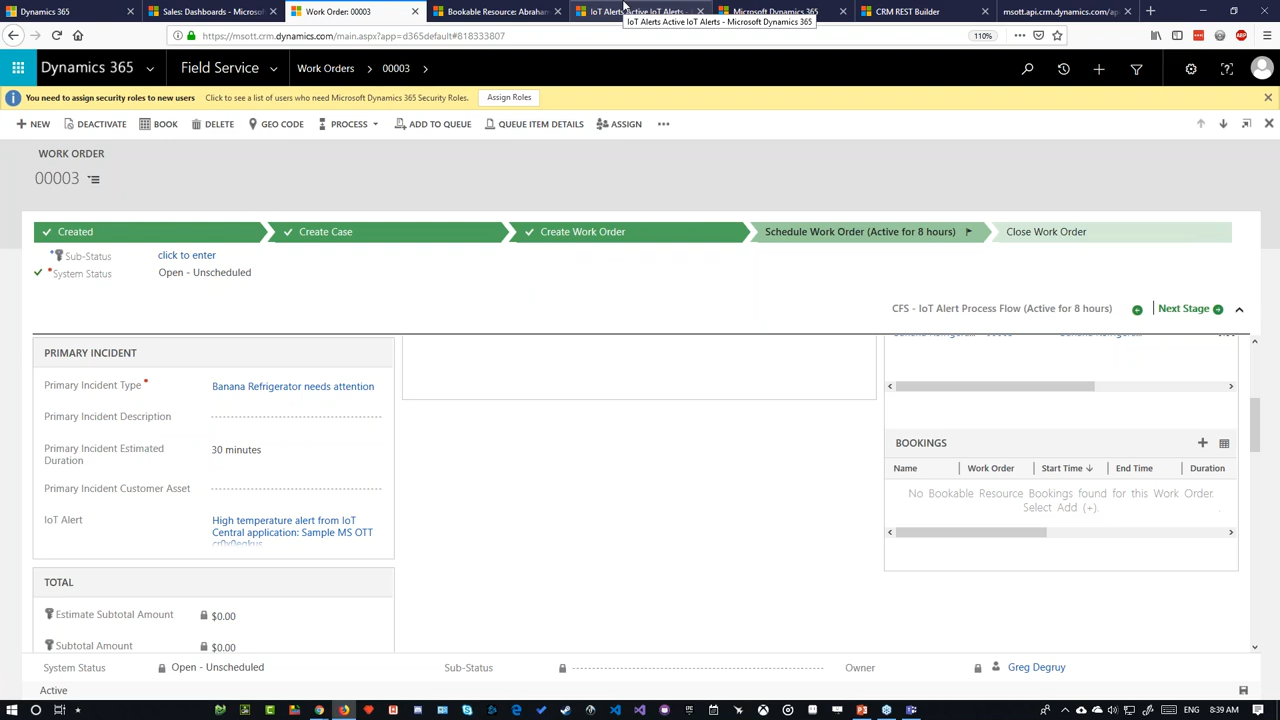 Dynamics 365
Sales: Dashboards - Microsoft
Work Order: 00003
Bookable Resource: Abraham
IoT Alerts Active IoT Alerts -
Microsoft Dynamics 365
CRM REST Builder
msott.api.crm.dynamics.com/ap
IoT Alerts Active IoT Alerts - Microsoft Dynamics 365
https://msott.crm.dynamics.com/main.aspx?app=d365default#818333807
110%
Dynamics 365
Field Service
Work Orders > 00003 >
You need to assign security roles to new users
Click to see a list of users who need Microsoft Dynamics 365 Security Roles.
Assign Roles
+ NEW
DEACTIVATE
BOOK
DELETE
GEO CODE
PROCESS
ADD TO QUEUE
QUEUE ITEM DETAILS
ASSIGN
•••
WORK ORDER
00003
Created
Create Case
Create Work Order
Schedule Work Order (Active for 8 hours)
Close Work Order
Sub-Status
click to enter
* System Status
Open - Unscheduled
CFS - IoT Alert Process Flow (Active for 8 hours)
Next Stage
PRIMARY INCIDENT
Primary Incident Type *
Banana Refrigerator needs attention
Primary Incident Description
Primary Incident Estimated
Duration
30 minutes
Primary Incident Customer Asset
IoT Alert
High temperature alert from IoT
Central application: Sample MS OTT
BOOKINGS
Name
Work Order
Start Time
End Time
Duration
No Bookable Resource Bookings found for this Work Order.
Select Add (+).
TOTAL
Estimate Subtotal Amount
$0.00
Subtotal Amount
$0.00
System Status
Open - Unscheduled
Sub-Status
Owner
Greg Degruy
Active
8:39 AM